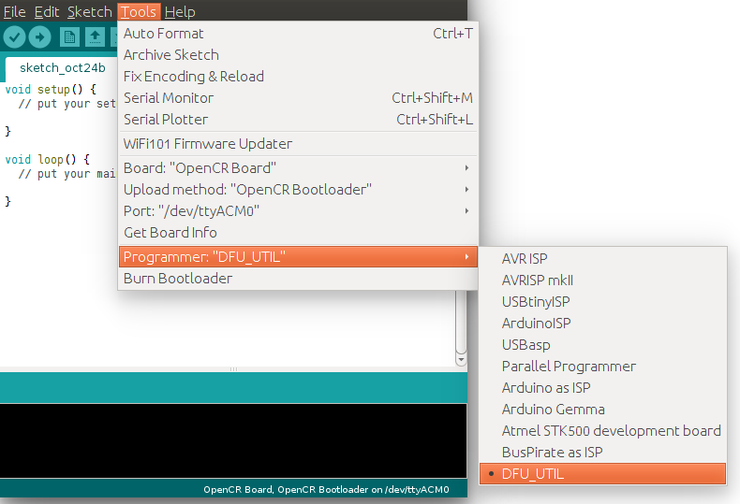 File Edit Sketch Tools Help
Auto Format Ctrl+T
Archive Sketch
Fix Encoding & Reload
Serial Monitor Ctrl+Shift+M
Serial Plotter Ctrl+Shift+L
WiFi101 Firmware Updater
Board: "OpenCR Board"
Upload method: "OpenCR Bootloader"
Port: "/dev/ttyACM0"
Get Board Info
Programmer: "DFU_UTIL"
Burn Bootloader
AVR ISP
AVRISP mkII
USBtinyISP
ArduinoISP
USBasp
Parallel Programmer
Arduino as ISP
Arduino Gemma
Atmel STK500 development board
BusPirate as ISP
DFU_UTIL
sketch_oct24b
void setup() {
// put your set
}
void loop() {
// put your mai
}
OpenCR Board, OpenCR Bootloader on /dev/ttyACM0